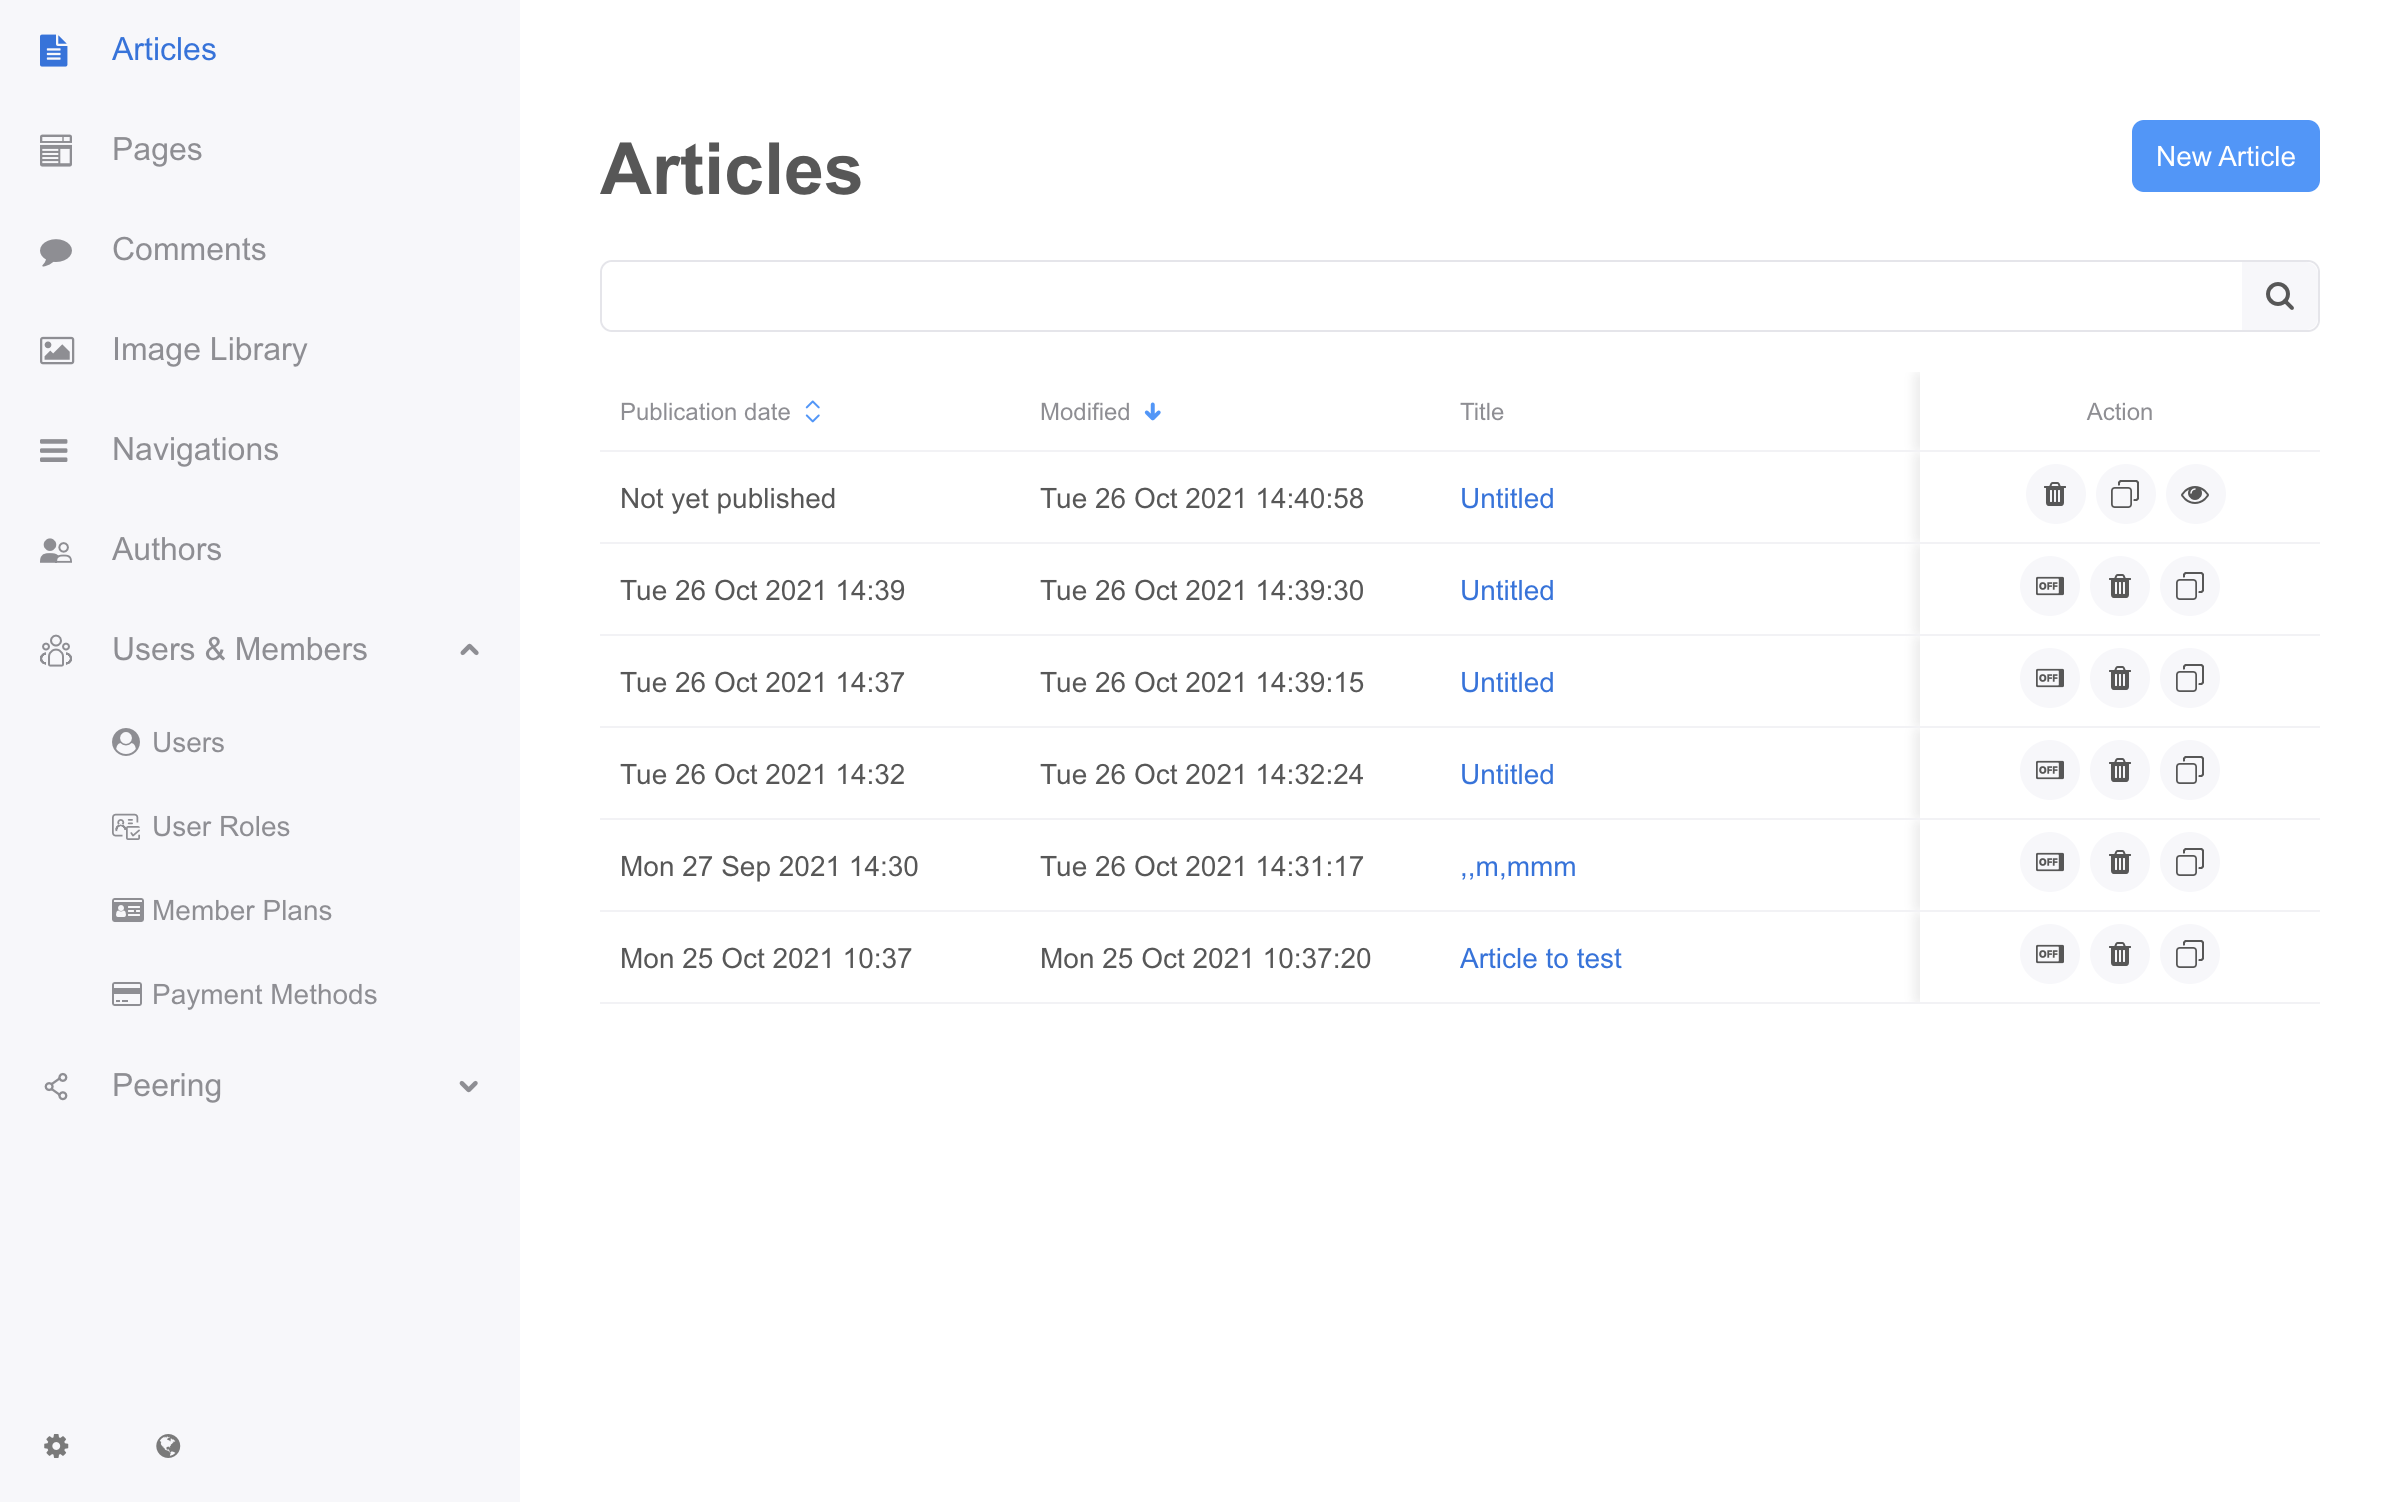 Articles
Pages
Comments
Image Library
Navigations
Authors
Users & Members
Users
User Roles
Member Plans
Payment Methods
Peering
Articles
New Article
Publication date Modified Title Action
Not yet published Tue 26 Oct 2021 14:40:58 Untitled
Tue 26 Oct 2021 14:39 Tue 26 Oct 2021 14:39:30 Untitled OFF
Tue 26 Oct 2021 14:37 Tue 26 Oct 2021 14:39:15 Untitled OFF
Tue 26 Oct 2021 14:32 Tue 26 Oct 2021 14:32:24 Untitled OFF
Mon 27 Sep 2021 14:30 Tue 26 Oct 2021 14:31:17 ,,m,mmm OFF
Mon 25 Oct 2021 10:37 Mon 25 Oct 2021 10:37:20 Article to test OFF